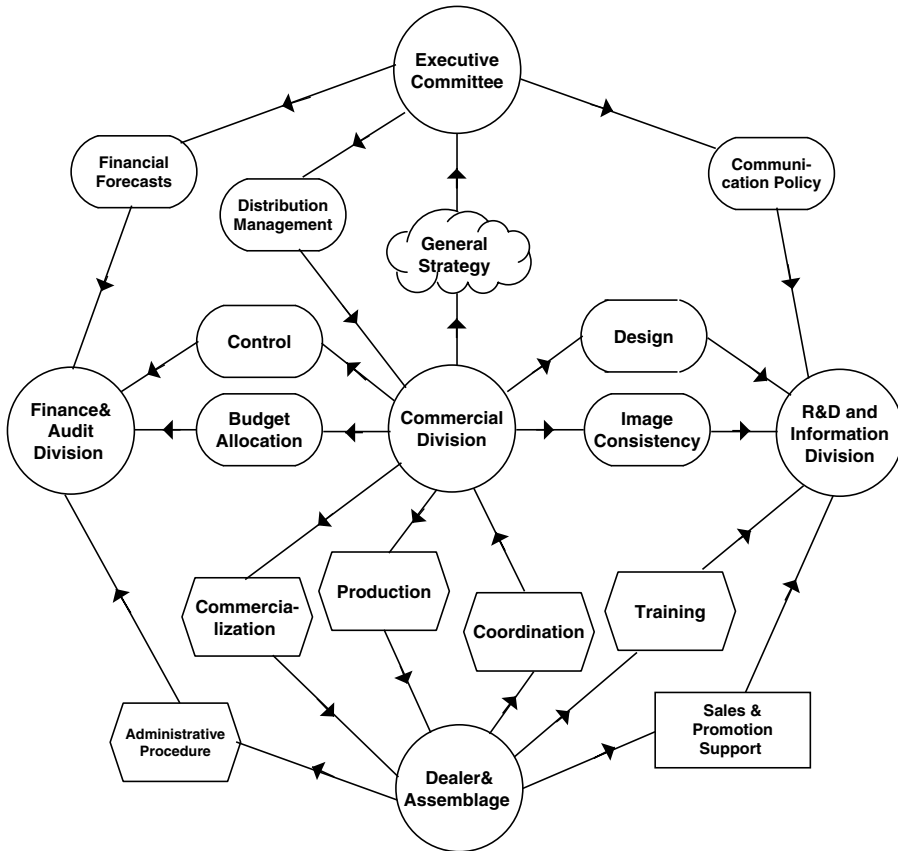 Executive
Committee
Financial
Forecasts
Communi-
cation Policy
Distribution
Management
General
Strategy
Control
Design
Finance&
Audit
Division
Budget
Allocation
Commercial
Division
Image
Consistency
R&D and
Information
Division
Commercia-
lization
Production
Coordination
Training
Administrative
Procedure
Dealer&
Assemblage
Sales &
Promotion
Support